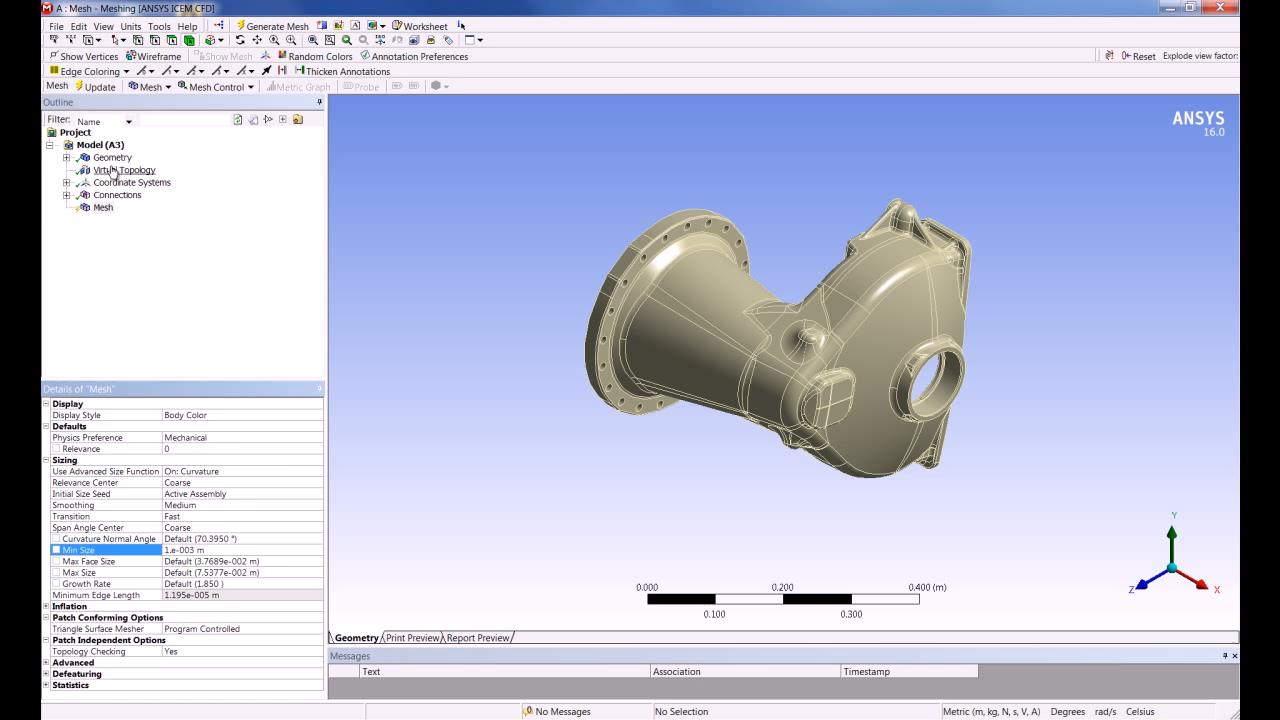 A : Mesh - Meshing [ANSYS ICEM CFD]
File Edit View Units Tools Help Generate Mesh Worksheet
Show Vertices Wireframe Show Mesh Random Colors Annotation Preferences Reset Explode view factor:
Edge Coloring Thicken Annotations
Mesh Update Mesh Mesh Control Metric Graph Probe
Outline
Filter: Name
Project
Model (A3)
Geometry
Virtual Topology
Coordinate Systems
Connections
Mesh
Details of "Mesh"
Display
Display Style Body Color
Defaults
Physics Preference Mechanical
Relevance 0
Sizing
Use Advanced Size Function On: Curvature
Relevance Center Coarse
Initial Size Seed Active Assembly
Smoothing Medium
Transition Fast
Span Angle Center Coarse
Curvature Normal Angle Default (70.3950 °)
Min Size 1.e-003 m
Max Face Size Default (3.7689e-002 m)
Max Size Default (7.5377e-002 m)
Growth Rate Default (1.850 )
Minimum Edge Length 1.195e-005 m
Inflation
Patch Conforming Options
Triangle Surface Mesher Program Controlled
Patch Independent Options
Topology Checking Yes
Advanced
Defeaturing
Statistics
ANSYS
16.0
Y
Z X
0.000 0.200 0.400 (m)
0.100 0.300
Geometry Print Preview Report Preview
Messages
Text Association Timestamp
No Messages No Selection Metric (m, kg, N, s, V, A) Degrees rad/s Celsius